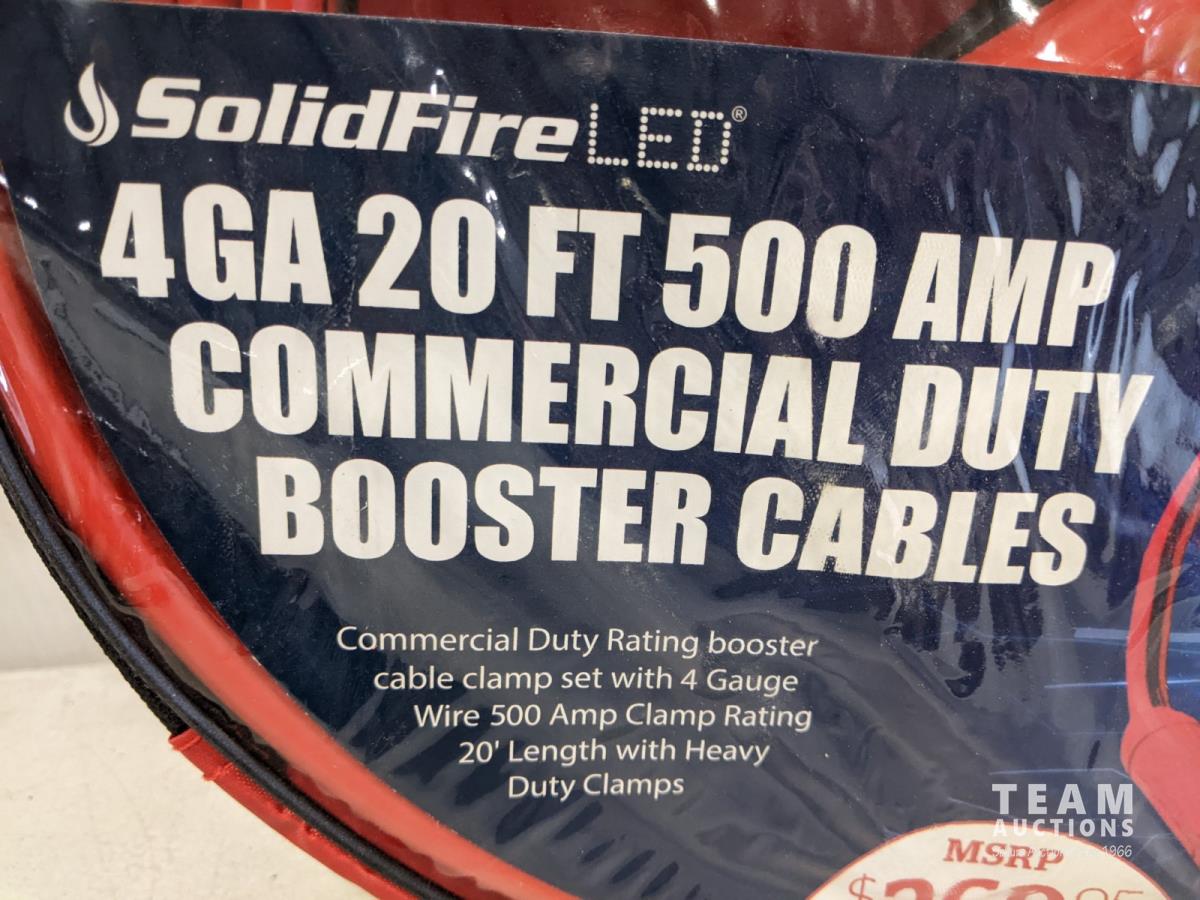 SolidFire LED®
4GA 20 FT 500 AMP
COMMERCIAL DUTY
BOOSTER CABLES
Commercial Duty Rating booster
cable clamp set with 4 Gauge
Wire 500 Amp Clamp Rating
20' Length with Heavy
Duty Clamps
TEAM
AUCTIONS
1966
MSRP
$